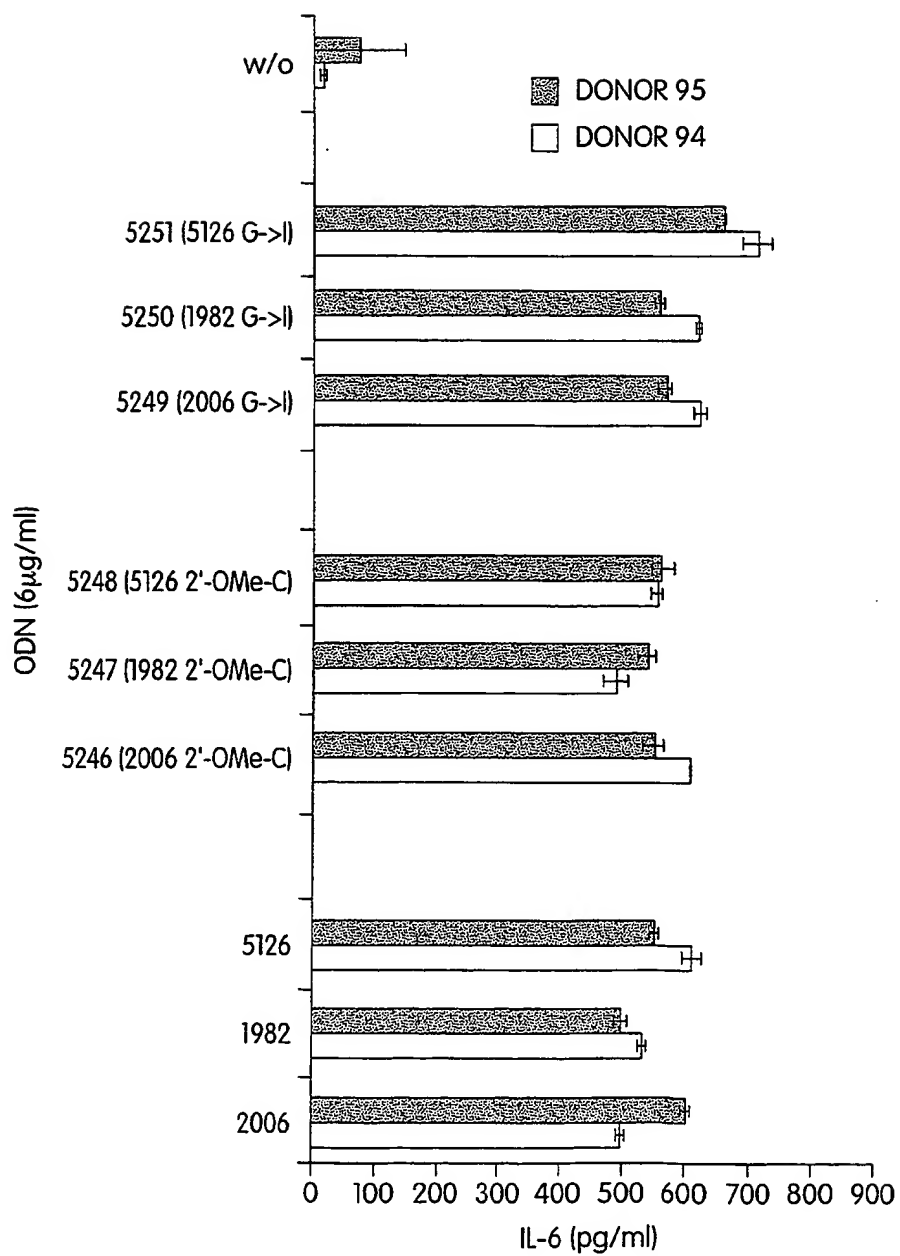 w/o
DONOR 95
DONOR 94
5251 (5126 G->I)
5250 (1982 G->I)
5249 (2006 G->I)
5248 (5126 2'-OMe-C)
5247 (1982 2'-OMe-C)
5246 (2006 2'-OMe-C)
5126
1982
2006
ODN (6μg/ml)
0 100 200 300 400 500 600 700 800 900
IL-6 (pg/ml)